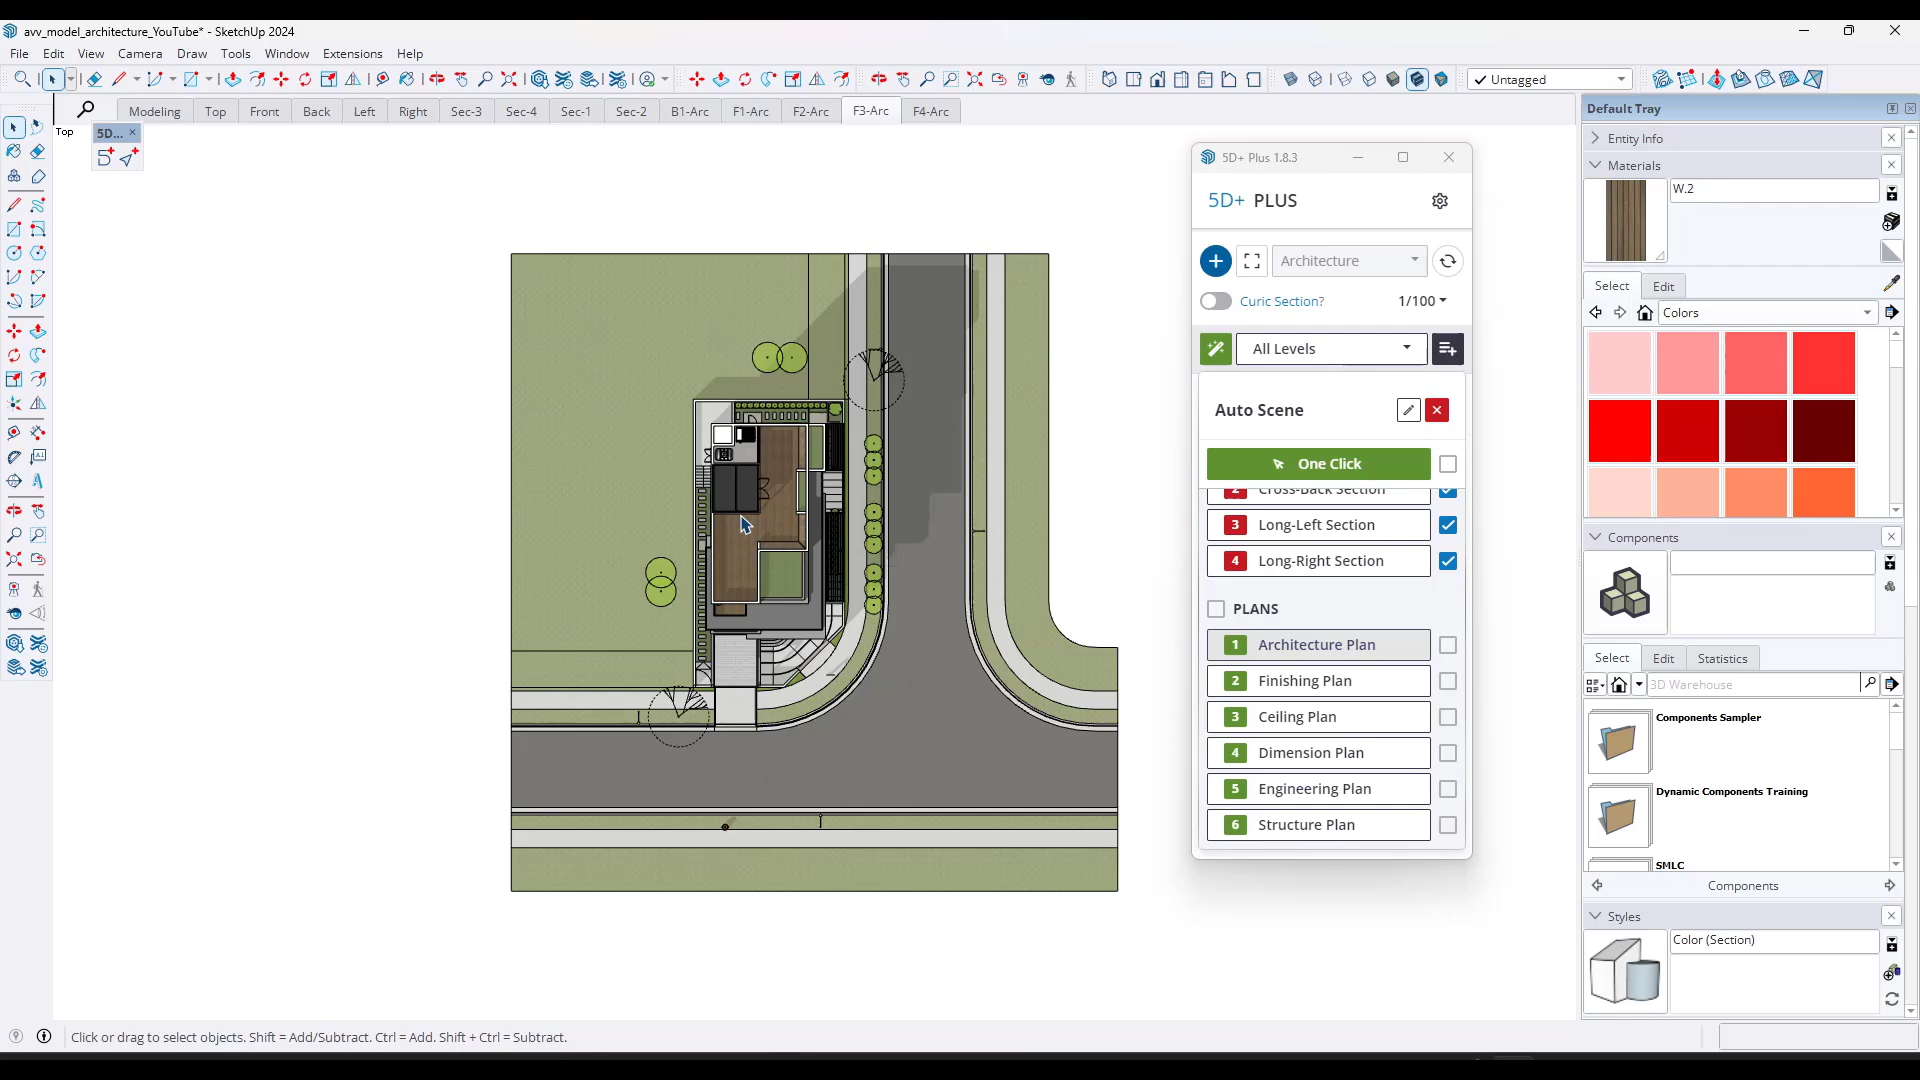 avv_model_architecture_YouTube* - SketchUp 2024
File Edit View Camera Draw Tools Window Extensions Help
Untagged
Modeling Top Front Back Left Right Sec-3 Sec-4 Sec-1 Sec-2 B1-Arc F1-Arc F2-Arc F3-Arc F4-Arc
Top
5D...
5D+ Plus 1.8.3
5D+ PLUS
Architecture
Curic Section? 1/100
All Levels
Auto Scene
One Click
2 Cross-Back Section
3 Long-Left Section
4 Long-Right Section
PLANS
1 Architecture Plan
2 Finishing Plan
3 Ceiling Plan
4 Dimension Plan
5 Engineering Plan
6 Structure Plan
Default Tray
Entity Info
Materials
W.2
Select Edit
Colors
Components
Select Edit Statistics
3D Warehouse
Components Sampler
Dynamic Components Training
SMLC
Components
Styles
Color (Section)
Click or drag to select objects. Shift = Add/Subtract. Ctrl = Add. Shift + Ctrl = Subtract.